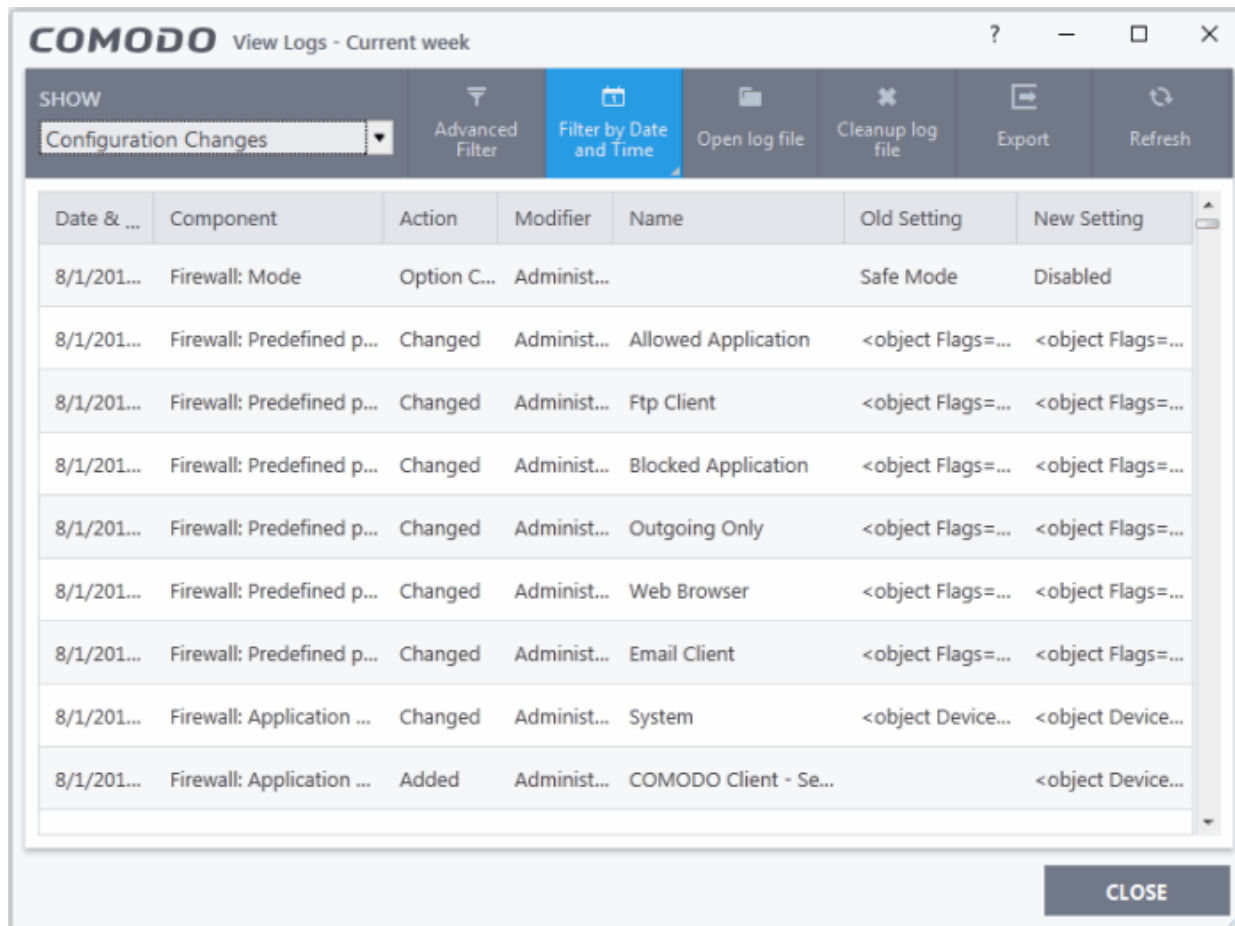 COMODO View Logs - Current week ?
SHOW
Configuration Changes
Advanced Filter
Filter by Date and Time
Open log file
Cleanup log file
Export
Refresh
Date & ... Component Action Modifier Name Old Setting New Setting
8/1/201... Firewall: Mode Option C... Administ... Safe Mode Disabled
8/1/201... Firewall: Predefined p... Changed Administ... Allowed Application <object Flags=... <object Flags=...
8/1/201... Firewall: Predefined p... Changed Administ... Ftp Client <object Flags=... <object Flags=...
8/1/201... Firewall: Predefined p... Changed Administ... Blocked Application <object Flags=... <object Flags=...
8/1/201... Firewall: Predefined p... Changed Administ... Outgoing Only <object Flags=... <object Flags=...
8/1/201... Firewall: Predefined p... Changed Administ... Web Browser <object Flags=... <object Flags=...
8/1/201... Firewall: Predefined p... Changed Administ... Email Client <object Flags=... <object Flags=...
8/1/201... Firewall: Application ... Changed Administ... System <object Device... <object Device...
8/1/201... Firewall: Application ... Added Administ... COMODO Client - Se... <object Device...
CLOSE